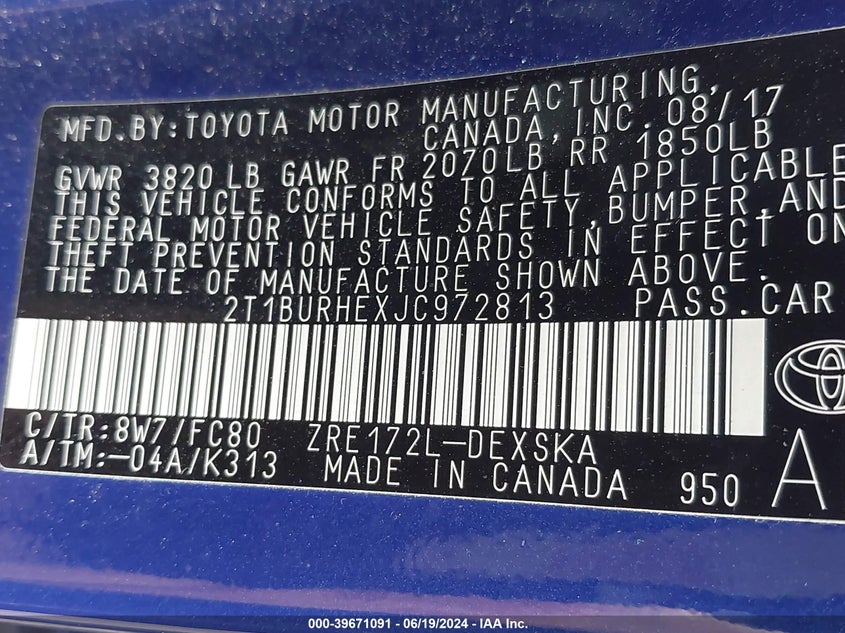 MFD.BY:TOYOTA MOTOR MANUFACTURING,
CANADA,INC. 08/17
GVWR 3820 LB GAWR FR 2070LB RR 1850LB
THIS VEHICLE CONFORMS TO ALL APPLICABLE
FEDERAL MOTOR VEHICLE SAFETY,BUMPER,AND
THEFT PREVENTION STANDARDS IN EFFECT ON
THE DATE OF MANUFACTURE SHOWN ABOVE.
2T1BURHEXJC972813 PASS.CAR
C/TR:8W7/FC80 ZRE172L-DEXSKA
A/TM:-04A/K313 MADE IN CANADA 950 A
000-39671091 - 06/19/2024 - IAA Inc.